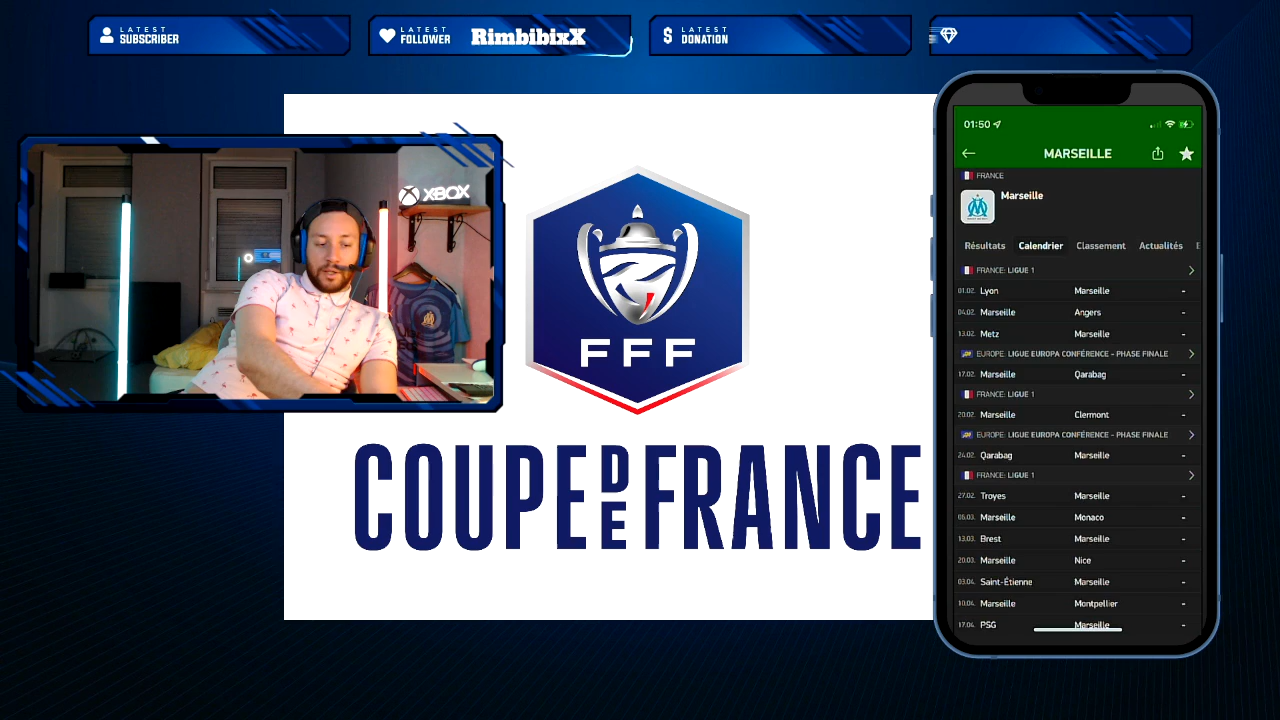 LATEST
SUBSCRIBER
LATEST
FOLLOWER
RimbibixX
LATEST
DONATION
XBOX
FFF
COUPE DE FRANCE
01:50
MARSEILLE
FRANCE
Marseille
Résultats Calendrier Classement Actualités E
FRANCE: LIGUE 1
01.02. Lyon Marseille -
04.02. Marseille Angers -
13.02. Metz Marseille -
EUROPE: LIGUE EUROPA CONFÉRENCE - PHASE FINALE
17.02. Marseille Qarabag -
FRANCE: LIGUE 1
20.02. Marseille Clermont -
EUROPE: LIGUE EUROPA CONFÉRENCE - PHASE FINALE
24.02. Qarabag Marseille -
FRANCE: LIGUE 1
27.02. Troyes Marseille -
06.03. Marseille Monaco -
13.03. Brest Marseille -
20.03. Marseille Nice -
03.04. Saint-Étienne Marseille -
10.04. Marseille Montpellier -
17.04. PSG Marseille -